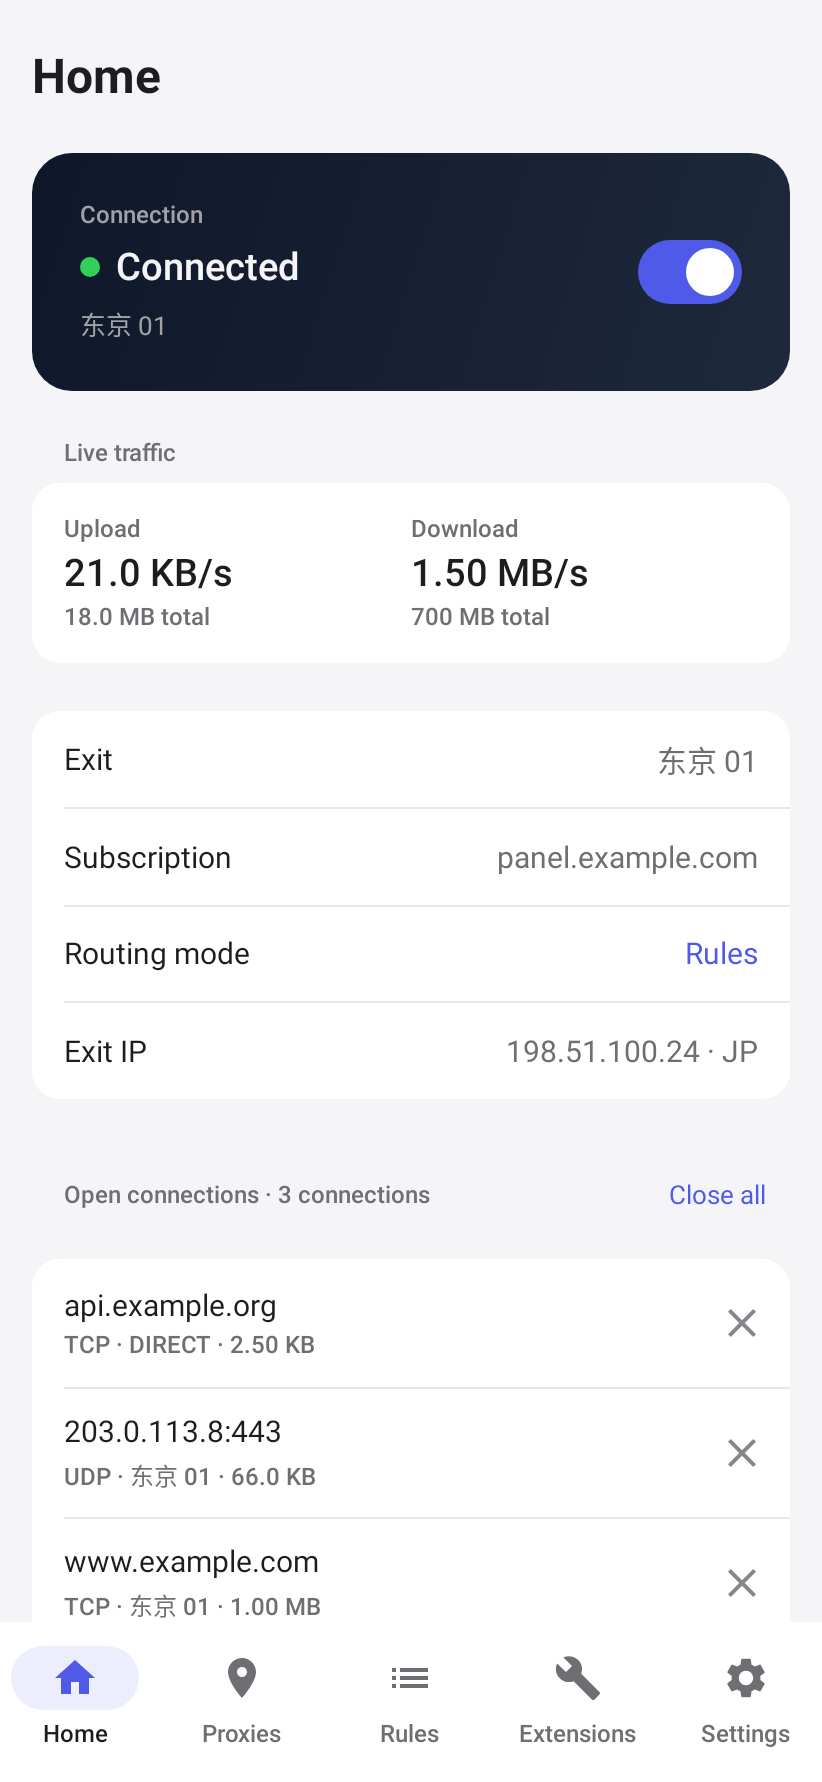 Home
Connection
Connected
东京 01
Live traffic
Upload
Download
21.0 KB/s
1.50 MB/s
18.0 MB total
700 MB total
Exit
东京 01
Subscription
panel.example.com
Routing mode
Rules
Exit IP
198.51.100.24 · JP
Open connections · 3 connections
Close all
api.example.org
TCP · DIRECT · 2.50 KB
203.0.113.8:443
UDP · 东京 01 · 66.0 KB
www.example.com
TCP · 东京 01 · 1.00 MB
Home
Proxies
Rules
Extensions
Settings